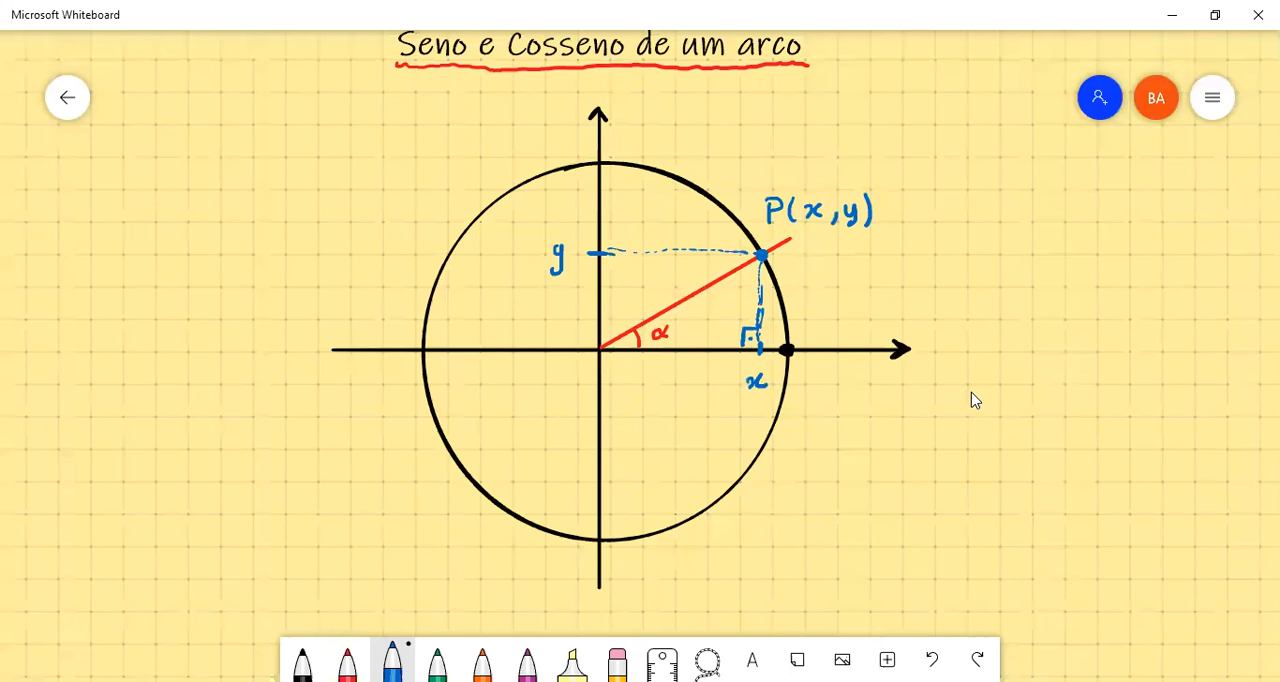 Microsoft Whiteboard
Seno e Cosseno de um arco
BA
P(x,y)
y
α
x
A